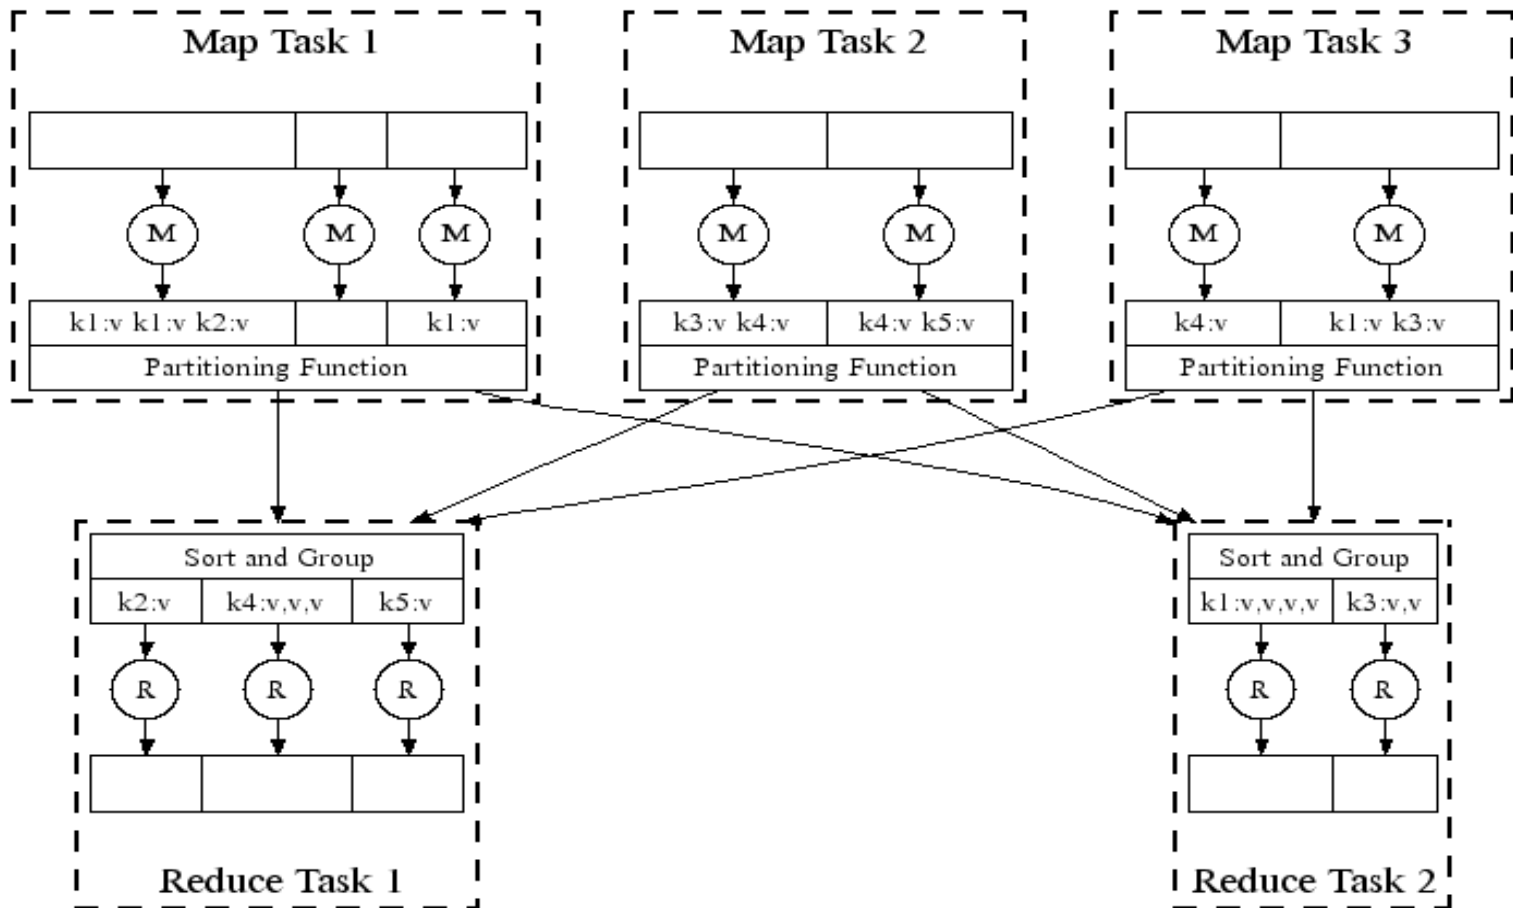 Map Task 1
Map Task 2
Map Task 3
M
M
M
M
M
M
M
k1:v k1:v k2:v
k1:v
k3:v k4:v
k4:v k5:v
k4:v
k1:v k3:v
Partitioning Function
Partitioning Function
Partitioning Function
Sort and Group
Sort and Group
k2:v
k4:v,v,v
k5:v
k1:v,v,v,v
k3:v,v
R
R
R
R
R
Reduce Task 1
Reduce Task 2